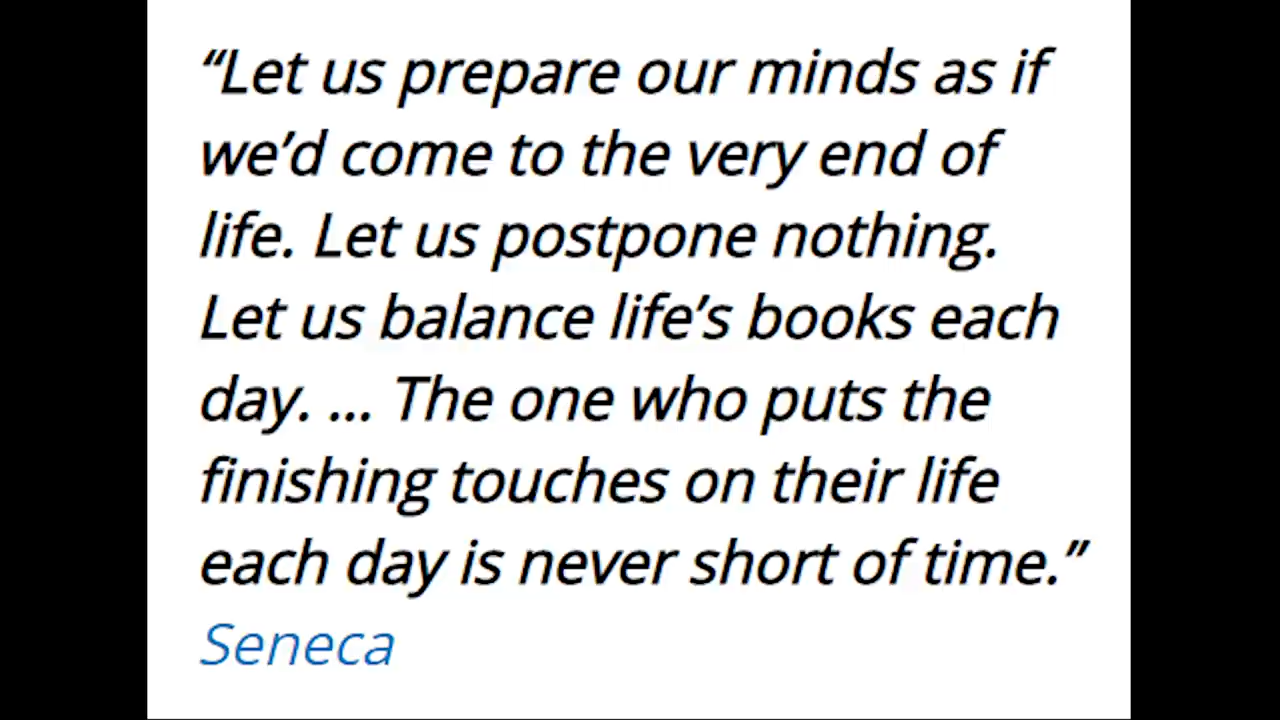 “Let us prepare our minds as if
we’d come to the very end of
life. Let us postpone nothing.
Let us balance life’s books each
day. ... The one who puts the
finishing touches on their life
each day is never short of time.”
Seneca